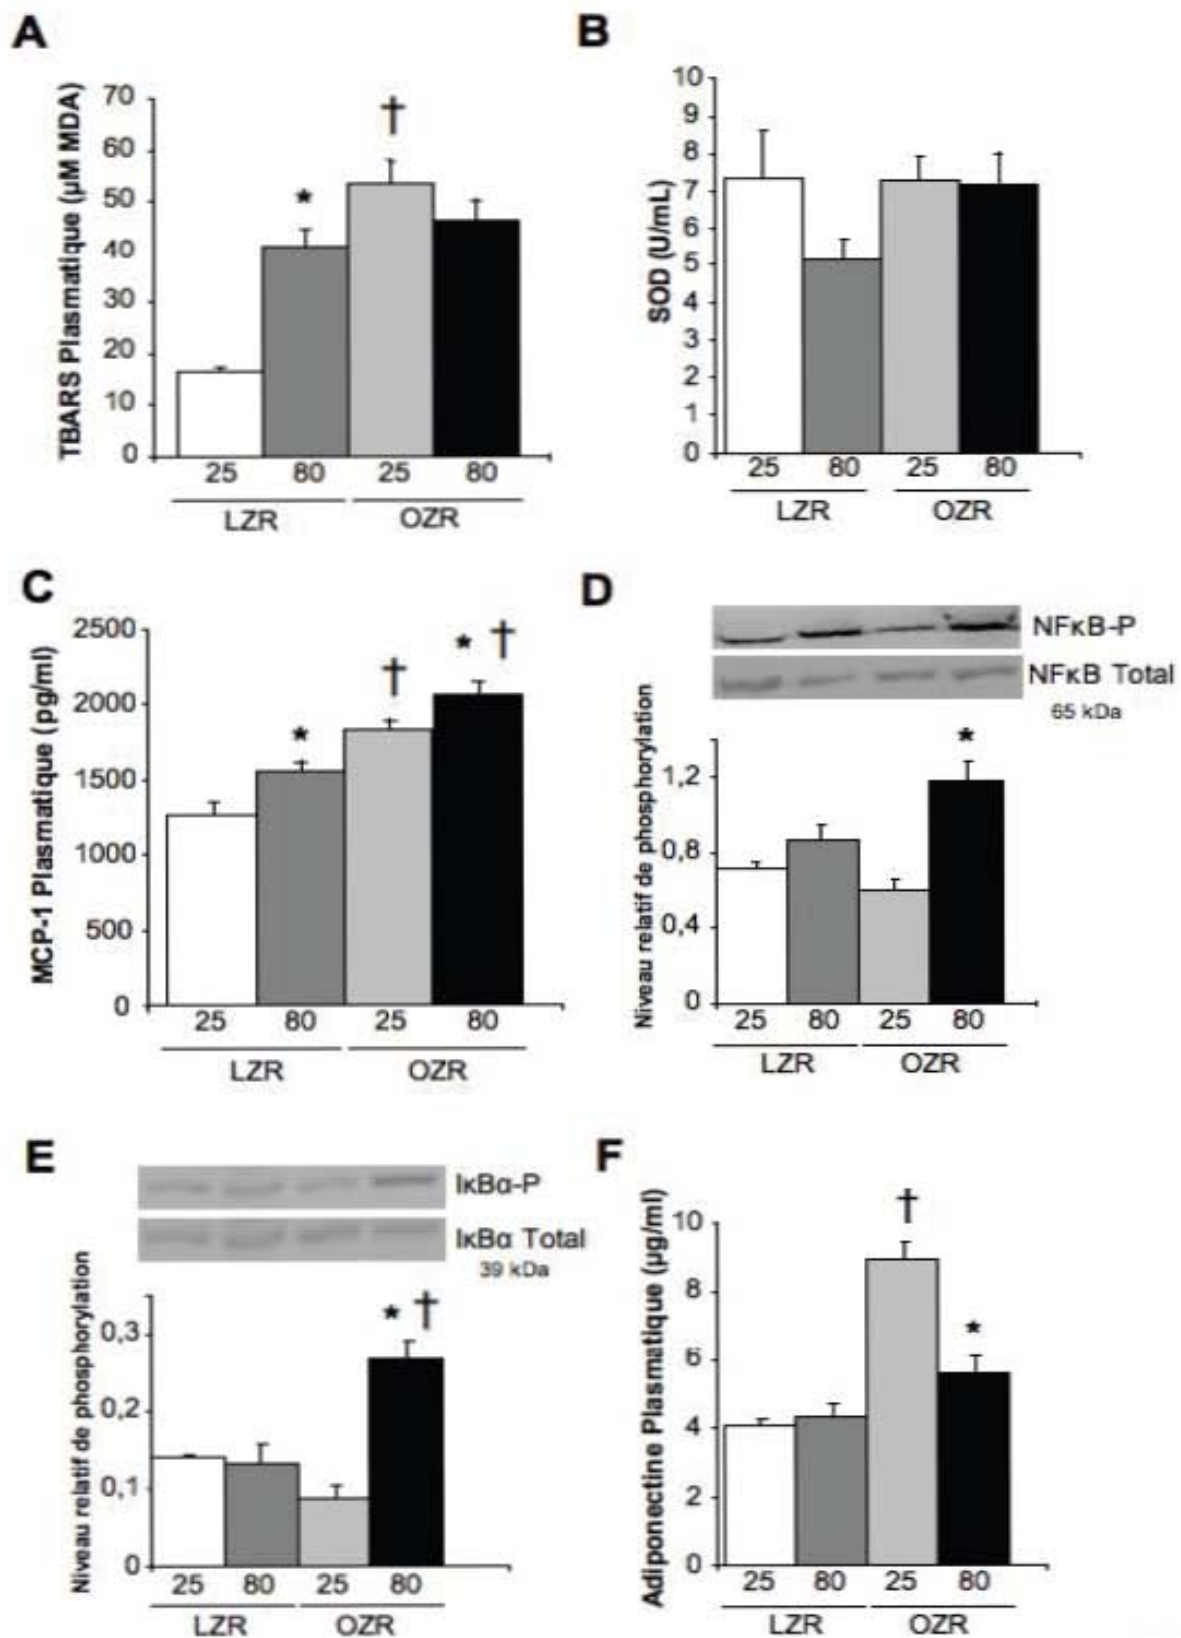 A
TBARS Plasmatique (µM MDA)
70
60
50
40
30
20
10
0
*
†
25 80 25 80
LZR OZR
B
SOD (U/mL)
10
9
8
7
6
5
4
3
2
1
0
25 80 25 80
LZR OZR
C
MCP-1 Plasmatique (pg/ml)
2500
2000
1500
1000
500
0
*
†
* †
25 80 25 80
LZR OZR
D
NFκB-P
NFκB Total
65 kDa
Niveau relatif de phosphorylation
1,2
0,8
0,4
0
*
25 80 25 80
LZR OZR
E
IκBα-P
IκBα Total
39 kDa
Niveau relatif de phosphorylation
0,3
0,2
0,1
0
* †
25 80 25 80
LZR OZR
F
Adiponectine Plasmatique (µg/ml)
10
8
6
4
2
0
†
*
25 80 25 80
LZR OZR